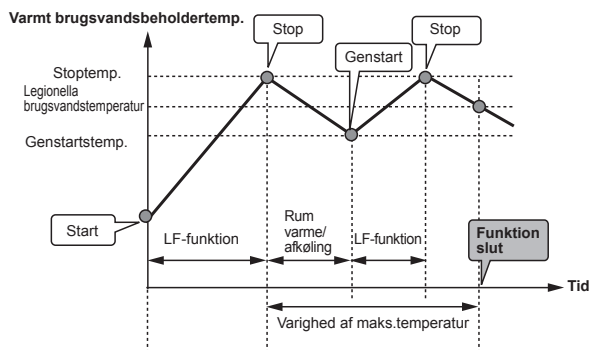 Varmt brugsvandsbeholdertemp.
Stop
Stop
Genstart
Stoptemp.
Legionella
brugsvandstemperatur
Genstartstemp.
Start
LF-funktion
Rum
varme/
afkøling
LF-funktion
Funktion
slut
Tid
Varighed af maks.temperatur